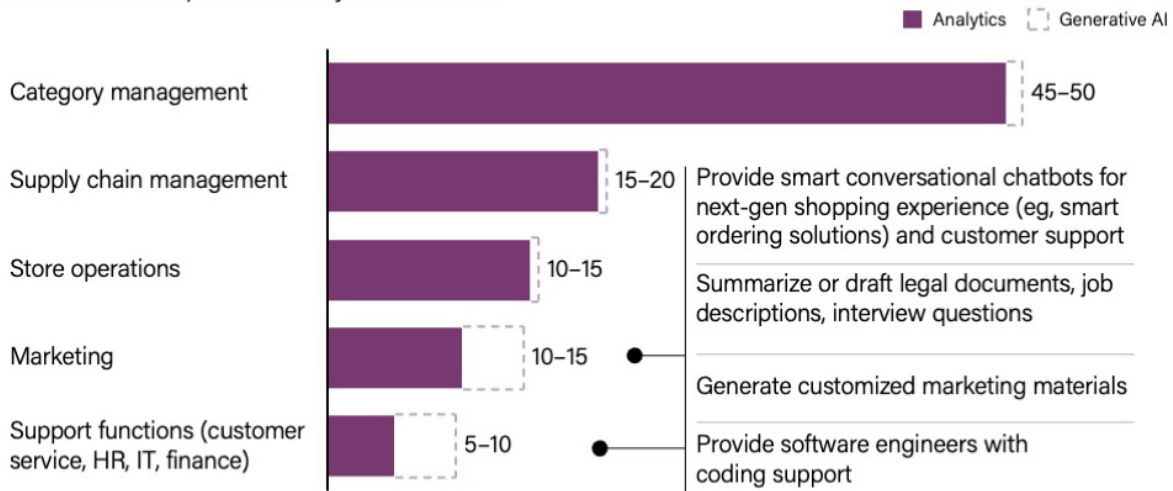 Analytics
Generative AI
Category management
45–50
Supply chain management
15–20
Store operations
10–15
Marketing
10–15
Support functions (customer
service, HR, IT, finance)
5–10
Provide smart conversational chatbots for
next-gen shopping experience (eg, smart
ordering solutions) and customer support
Summarize or draft legal documents, job
descriptions, interview questions
Generate customized marketing materials
Provide software engineers with
coding support